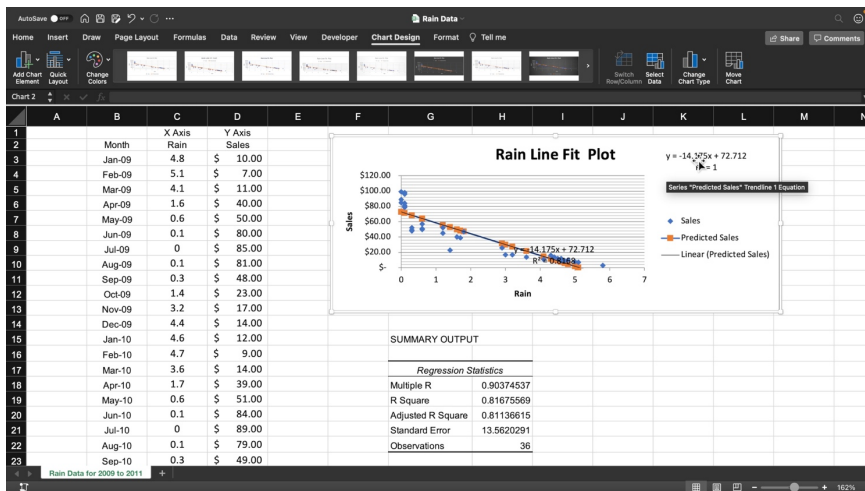 AutoSave OFF Rain Data
Home Insert Draw Page Layout Formulas Data Review View Developer Chart Design Format Tell me Share Comments
Add Chart Element Quick Layout Change Colors Switch Row/Column Select Data Change Chart Type Move Chart
Chart 2 fx
A B C D E F G H I J K L M N
1 X Axis Y Axis
2 Month Rain Sales
3 Jan-09 4.8 $ 10.00
4 Feb-09 5.1 $ 7.00
5 Mar-09 4.1 $ 11.00
6 Apr-09 1.6 $ 40.00
7 May-09 0.6 $ 50.00
8 Jun-09 0.1 $ 80.00
9 Jul-09 0 $ 85.00
10 Aug-09 0.1 $ 81.00
11 Sep-09 0.3 $ 48.00
12 Oct-09 1.4 $ 23.00
13 Nov-09 3.2 $ 17.00
14 Dec-09 4.4 $ 14.00
15 Jan-10 4.6 $ 12.00
16 Feb-10 4.7 $ 9.00
17 Mar-10 3.6 $ 14.00
18 Apr-10 1.7 $ 39.00
19 May-10 0.6 $ 51.00
20 Jun-10 0.1 $ 84.00
21 Jul-10 0 $ 89.00
22 Aug-10 0.1 $ 79.00
23 Sep-10 0.3 $ 49.00
Rain Line Fit Plot
y = -14.175x + 72.712
= 1
Series "Predicted Sales" Trendline 1 Equation
$120.00
$100.00
$80.00
$60.00
$40.00
$20.00
$-
Sales
0 1 2 3 4 5 6 7
Rain
y = -14.175x + 72.712
R² = 0.8168
Sales
Predicted Sales
Linear (Predicted Sales)
SUMMARY OUTPUT
Regression Statistics
Multiple R 0.90374537
R Square 0.81675569
Adjusted R Square 0.81136615
Standard Error 13.5620291
Observations 36
Rain Data for 2009 to 2011 +
162%